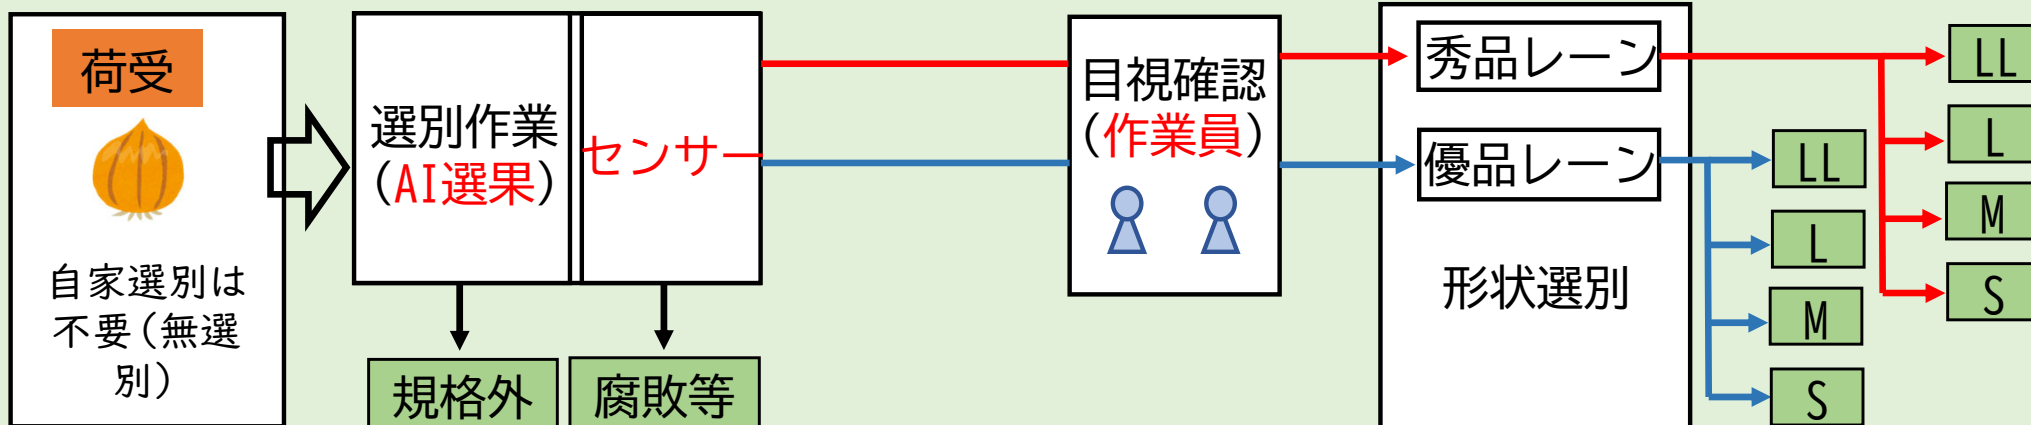 荷受
自家選別は
不要(無選
別)
選別作業
(AI選果)
センサー
規格外
腐敗等
目視確認
(作業員)
秀品レーン
優品レーン
形状選別
LL
L
M
S
LL
L
M
S